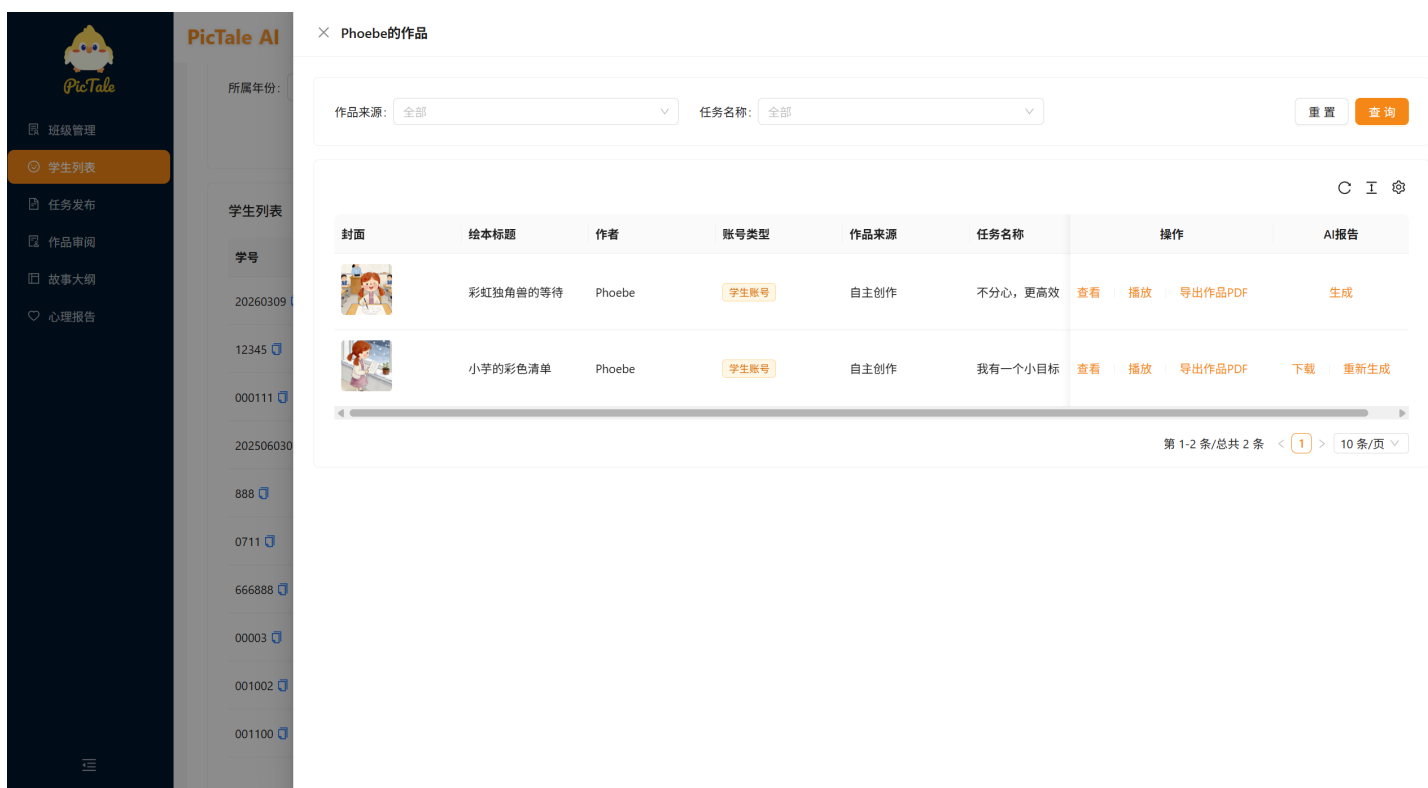 PicTale
班级管理
学生列表
任务发布
作品审阅
故事大纲
心理报告
PicTale AI
所属年份:
学生列表
学号
20260309
12345
000111
202506030
888
0711
666888
00003
001002
001100
Phoebe的作品
作品来源: 全部 任务名称: 全部 重 置 查 询
封面 绘本标题 作者 账号类型 作品来源 任务名称 操作 AI报告
彩虹独角兽的等待 Phoebe 学生账号 自主创作 不分心，更高效 查看 播放 导出作品PDF 生成
小芋的彩色清单 Phoebe 学生账号 自主创作 我有一个小目标 查看 播放 导出作品PDF 下载 重新生成
第 1-2 条/总共 2 条 < 1 > 10 条/页